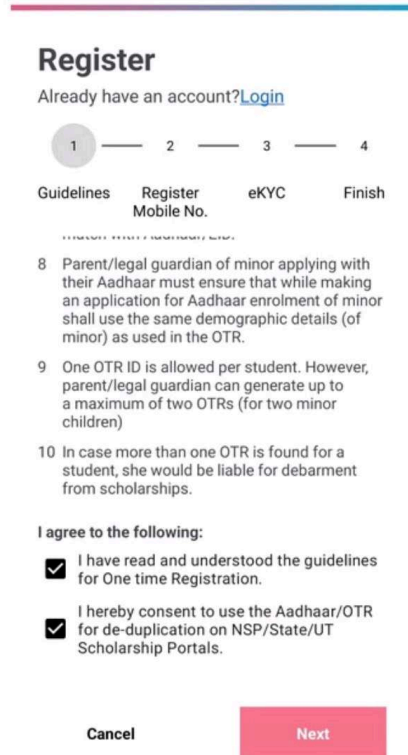 Register
Already have an account?Login
1 2 3 4
Guidelines Register eKYC Finish
Mobile No.
8 Parent/legal guardian of minor applying with
their Aadhaar must ensure that while making
an application for Aadhaar enrolment of minor
shall use the same demographic details (of
minor) as used in the OTR.
9 One OTR ID is allowed per student. However,
parent/legal guardian can generate up to
a maximum of two OTRs (for two minor
children)
10 In case more than one OTR is found for a
student, she would be liable for debarment
from scholarships.
I agree to the following:
I have read and understood the guidelines
for One time Registration.
I hereby consent to use the Aadhaar/OTR
for de-duplication on NSP/State/UT
Scholarship Portals.
Cancel Next